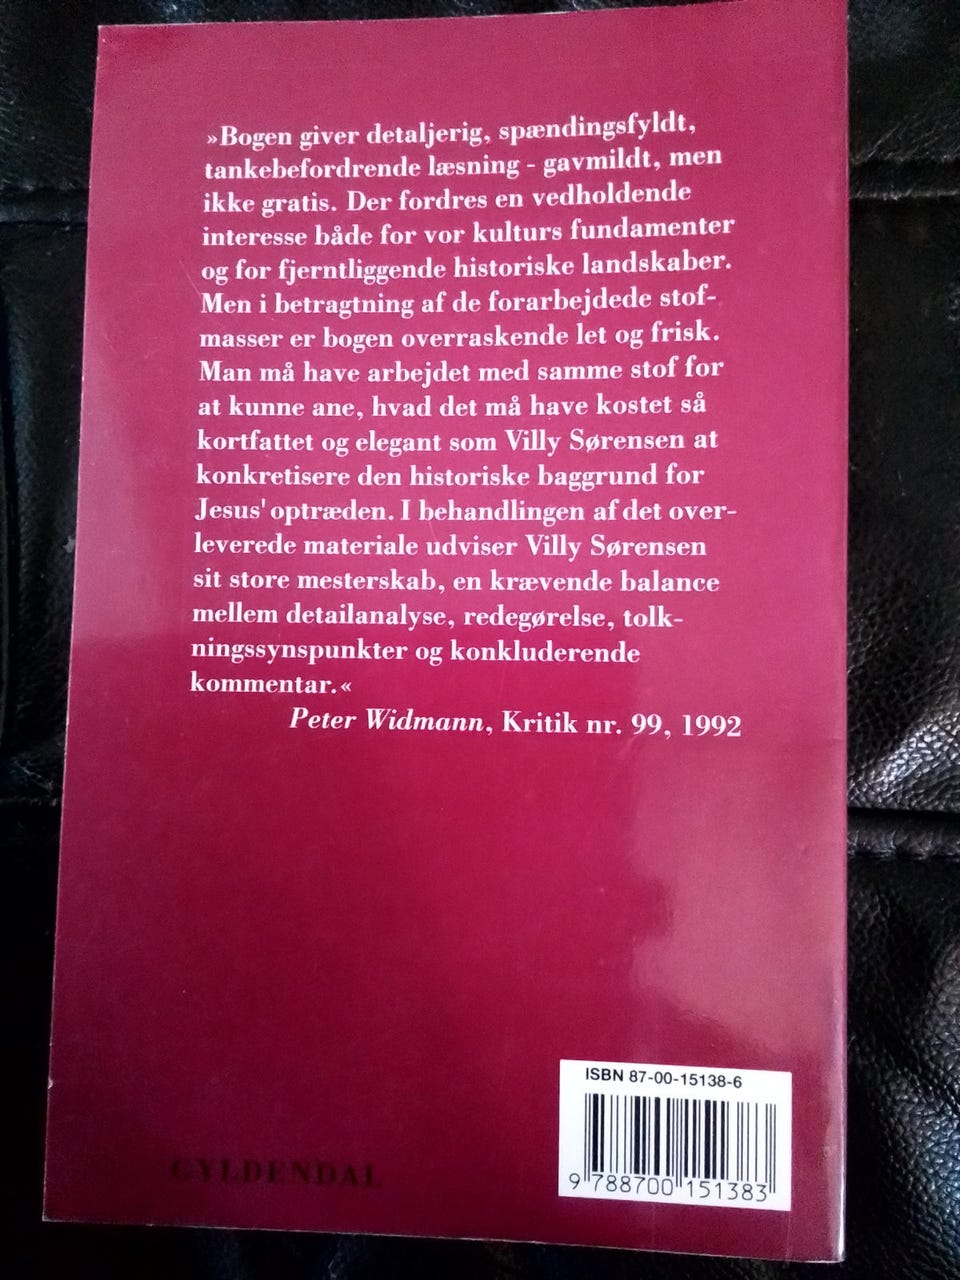 »Bogen giver detaljerig, spændingsfyldt,
tankebefordrende læsning - gavmildt, men
ikke gratis. Der fordres en vedholdende
interesse både for vor kulturs fundamenter
og for fjerntliggende historiske landskaber.
Men i betragtning af de forarbejdede stof-
masser er bogen overraskende let og frisk.
Man må have arbejdet med samme stof for
at kunne ane, hvad det må have kostet så
kortfattet og elegant som Villy Sørensen at
konkretisere den historiske baggrund for
Jesus' optræden. I behandlingen af det over-
leverede materiale udviser Villy Sørensen
sit store mesterskab, en krævende balance
mellem detailanalyse, redegørelse, tolk-
ningssynspunkter og konkluderende
kommentar.«
Peter Widmann, Kritik nr. 99, 1992
ISBN 87-00-15138-6
9 788700 151383
GYLDENDAL